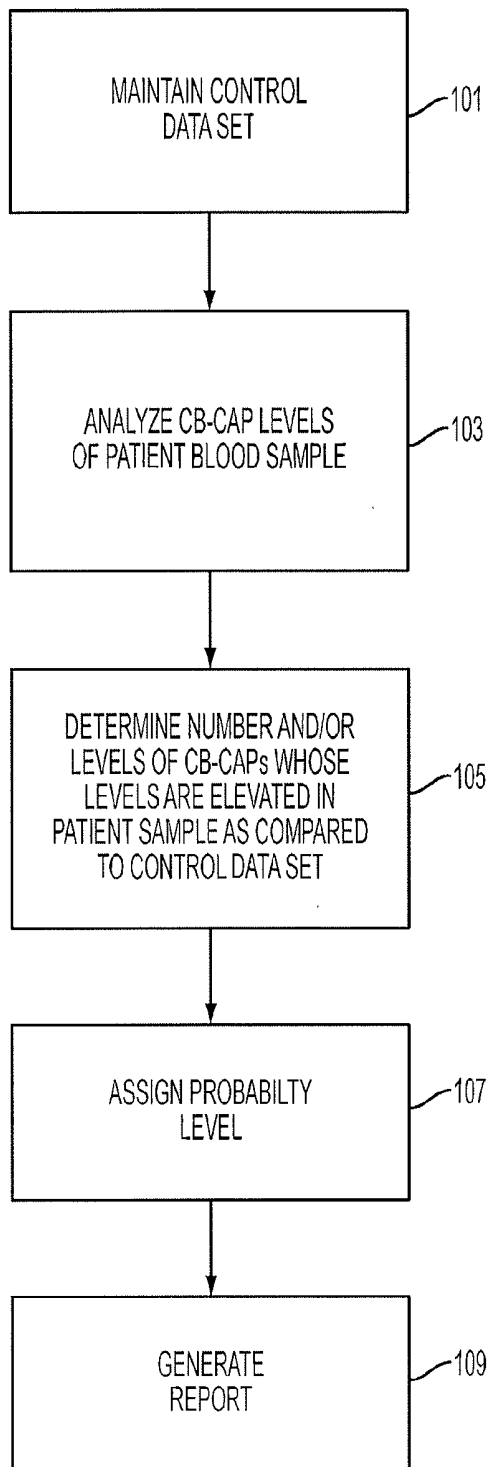 MAINTAIN CONTROL
DATA SET
101
ANALYZE CB-CAP LEVELS
OF PATIENT BLOOD SAMPLE
103
DETERMINE NUMBER AND/OR
LEVELS OF CB-CAPs WHOSE
LEVELS ARE ELEVATED IN
PATIENT SAMPLE AS COMPARED
TO CONTROL DATA SET
105
ASSIGN PROBABILTY
LEVEL
107
GENERATE
REPORT
109